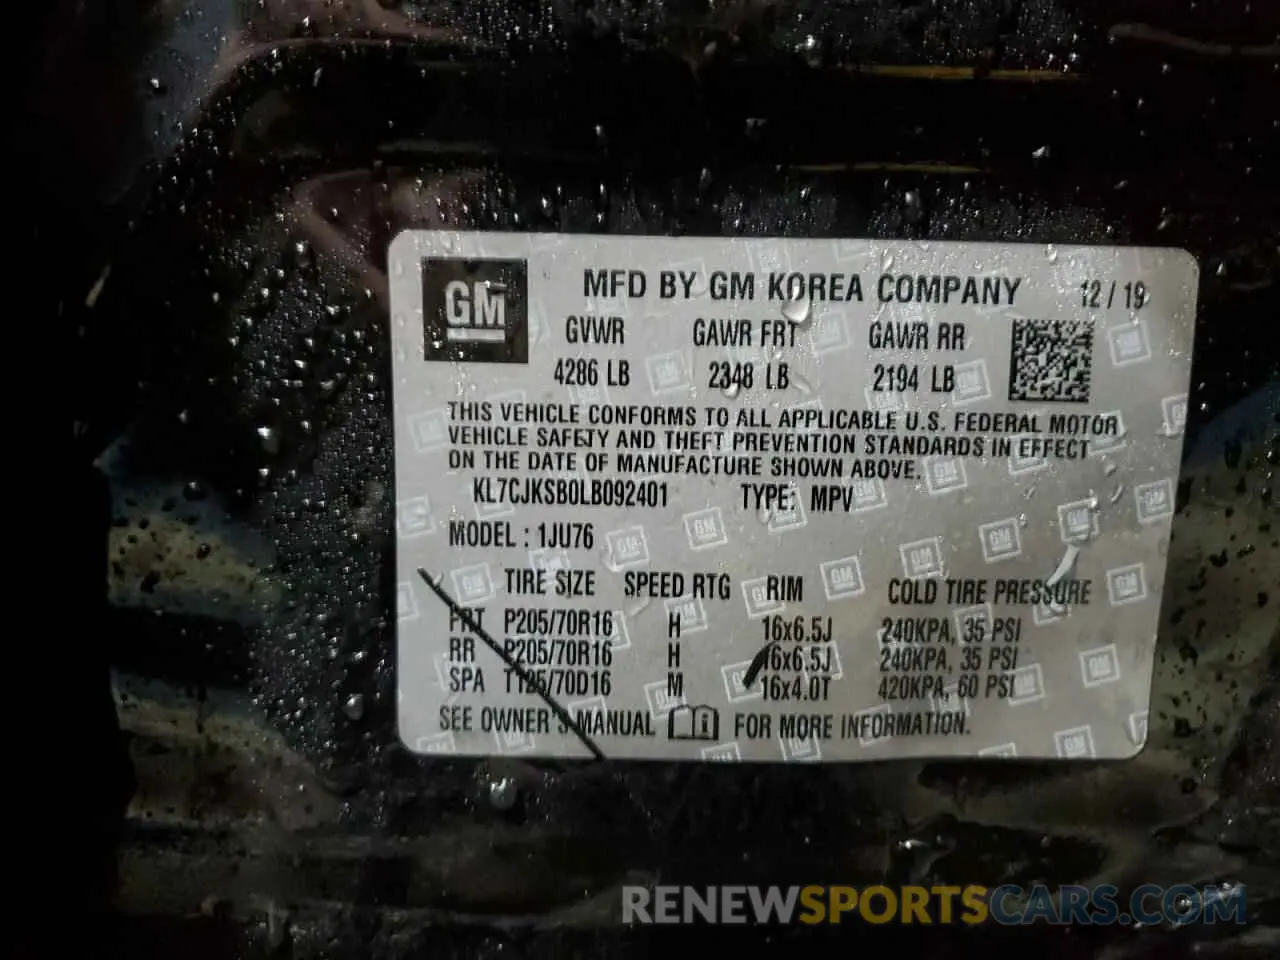 GM
MFD BY GM KOREA COMPANY 12 / 19
GVWR GAWR FRT GAWR RR
4286 LB 2348 LB 2194 LB
THIS VEHICLE CONFORMS TO ALL APPLICABLE U.S. FEDERAL MOTOR
VEHICLE SAFETY AND THEFT PREVENTION STANDARDS IN EFFECT
ON THE DATE OF MANUFACTURE SHOWN ABOVE.
KL7CJKSB0LB092401 TYPE: MPV
MODEL : 1JU76
TIRE SIZE SPEED RTG RIM COLD TIRE PRESSURE
FRT P205/70R16 H 16x6.5J 240KPA, 35 PSI
RR P205/70R16 H 16x6.5J 240KPA, 35 PSI
SPA T125/70D16 M 16x4.0T 420KPA, 60 PSI
SEE OWNER'S MANUAL i FOR MORE INFORMATION.
RENEWSPORTSCARS.COM